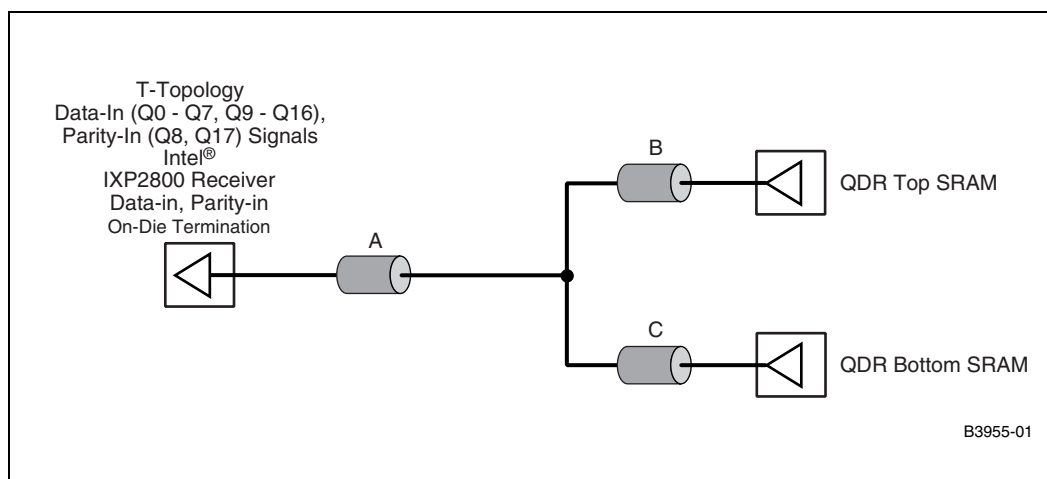 T-Topology
Data-In (Q0 - Q7, Q9 - Q16),
Parity-In (Q8, Q17) Signals
Intel®
IXP2800 Receiver
Data-in, Parity-in
On-Die Termination
A
B
QDR Top SRAM
C
QDR Bottom SRAM
B3955-01